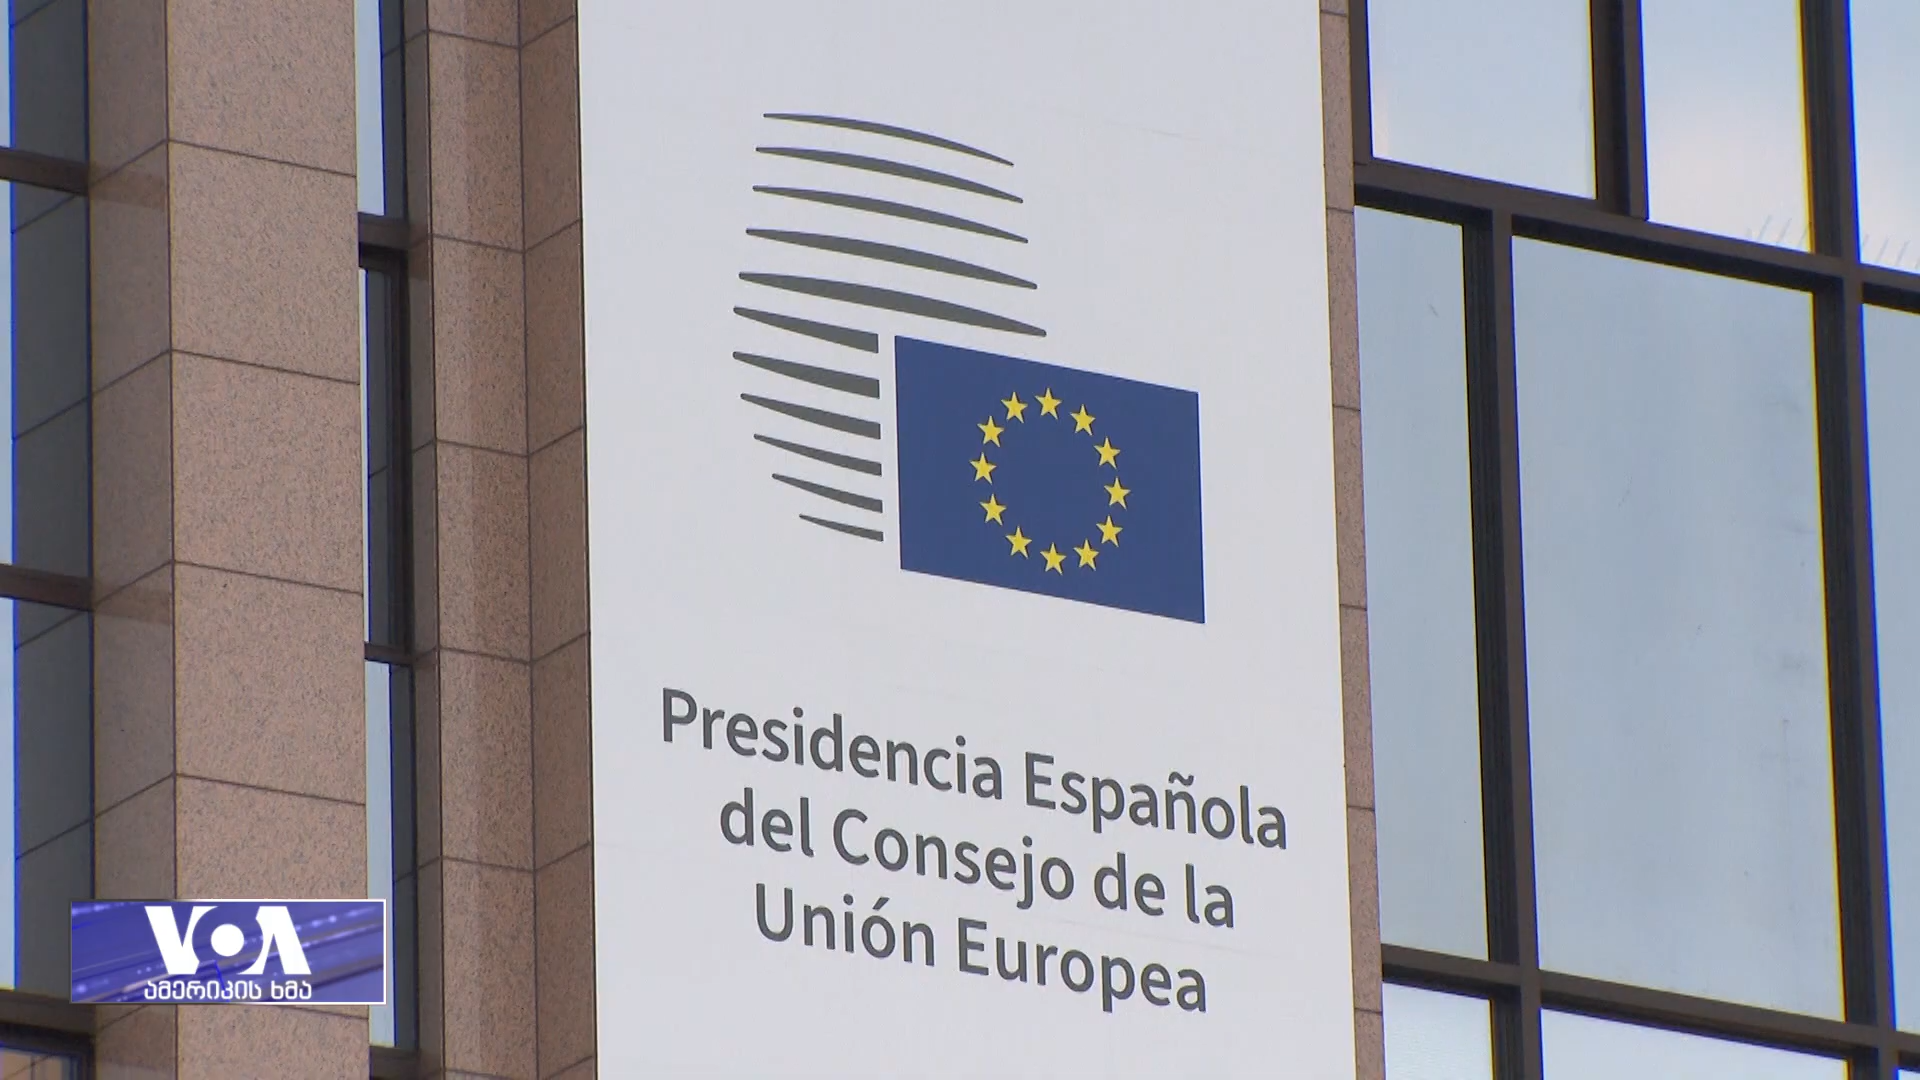 Presidencia Española
del Consejo de la
Unión Europea
VOA
ამერიკის ხმა